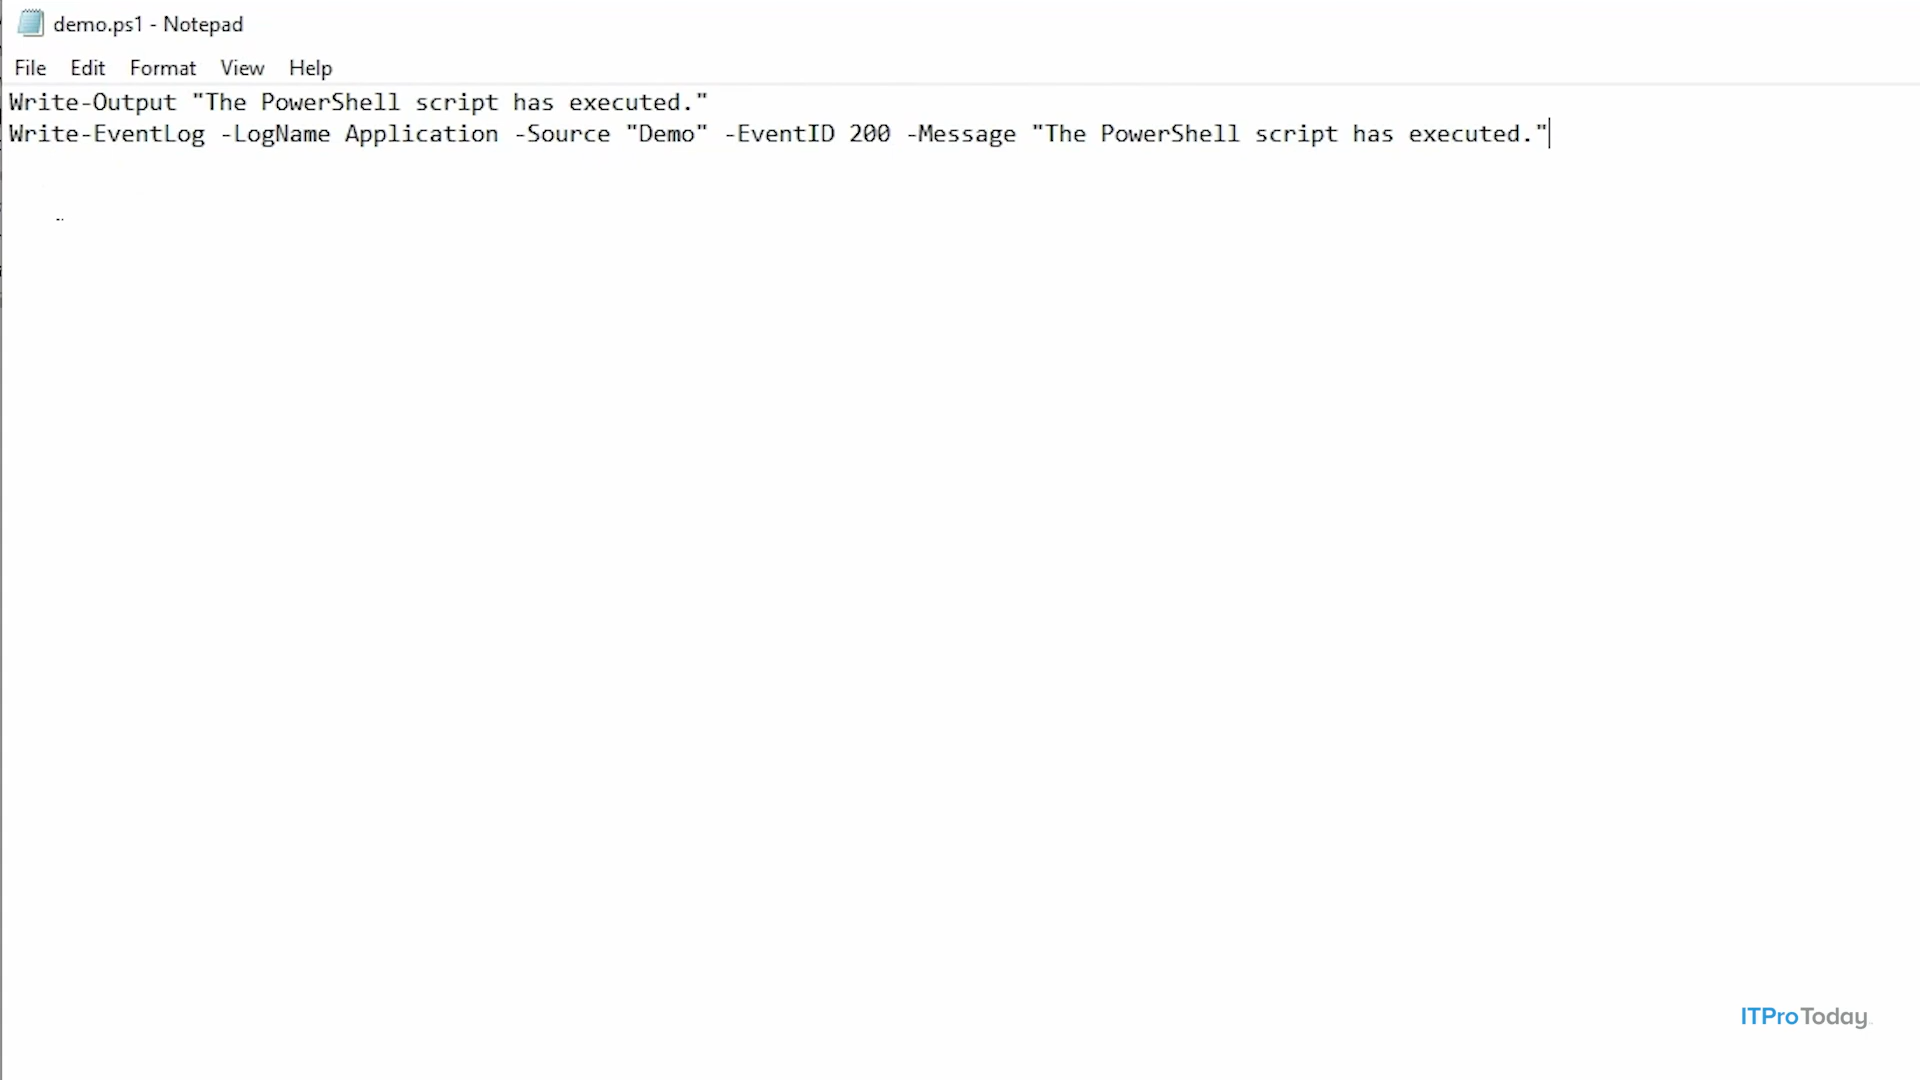 demo.ps1 - Notepad
File Edit Format View Help
Write-Output "The PowerShell script has executed."
Write-EventLog -LogName Application -Source "Demo" -EventID 200 -Message "The PowerShell script has executed."
ITProToday